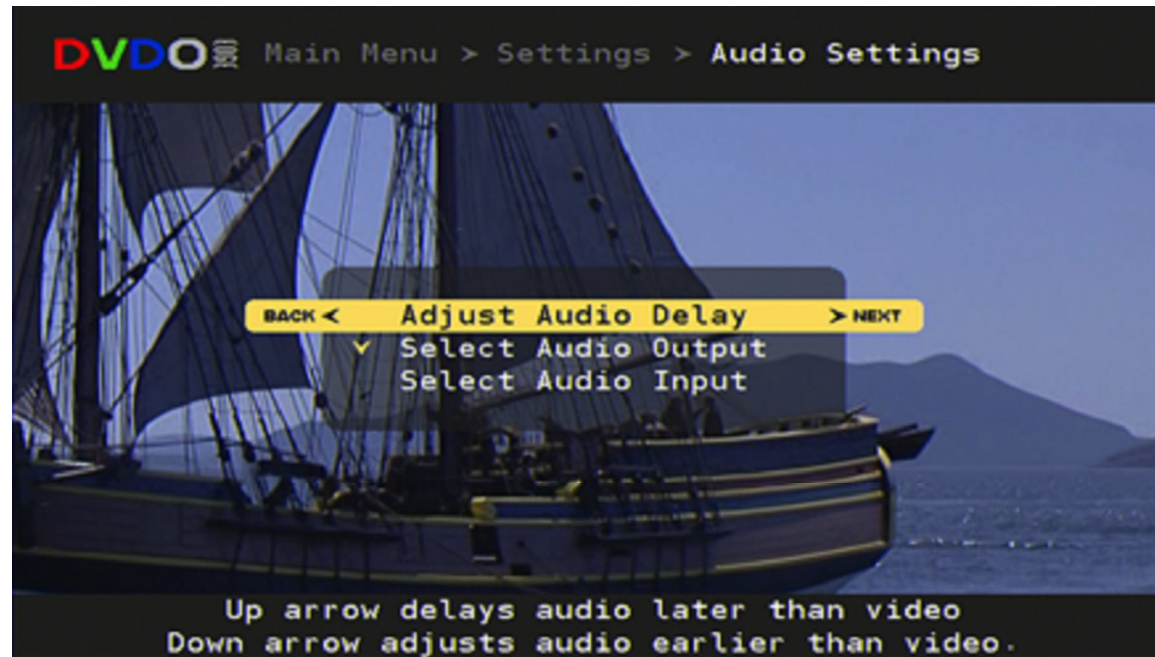 DVDO EDGE Main Menu > Settings > Audio Settings
BACK < Adjust Audio Delay > NEXT
Select Audio Output
Select Audio Input
Up arrow delays audio later than video
Down arrow adjusts audio earlier than video.